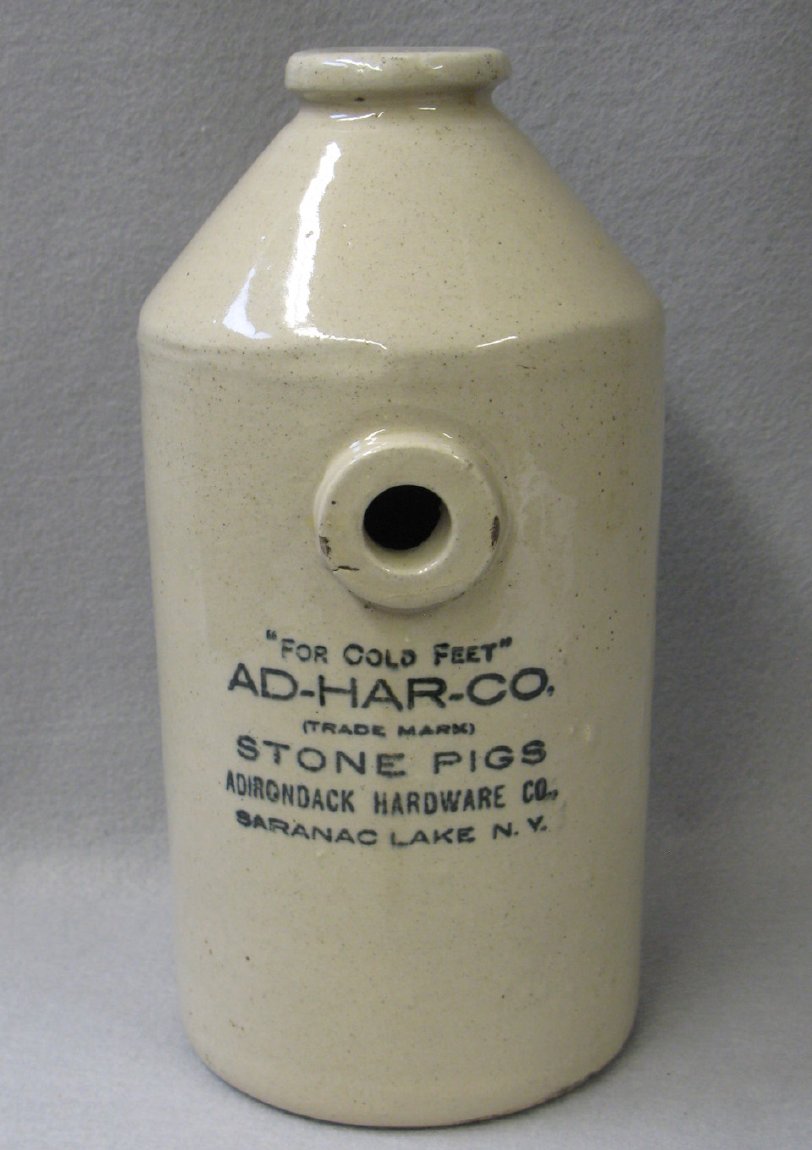 "FOR COLD FEET"
AD-HAR-CO.
(TRADE MARK)
STONE PIGS
ADIRONDACK HARDWARE CO.,
SARANAC LAKE N. Y.